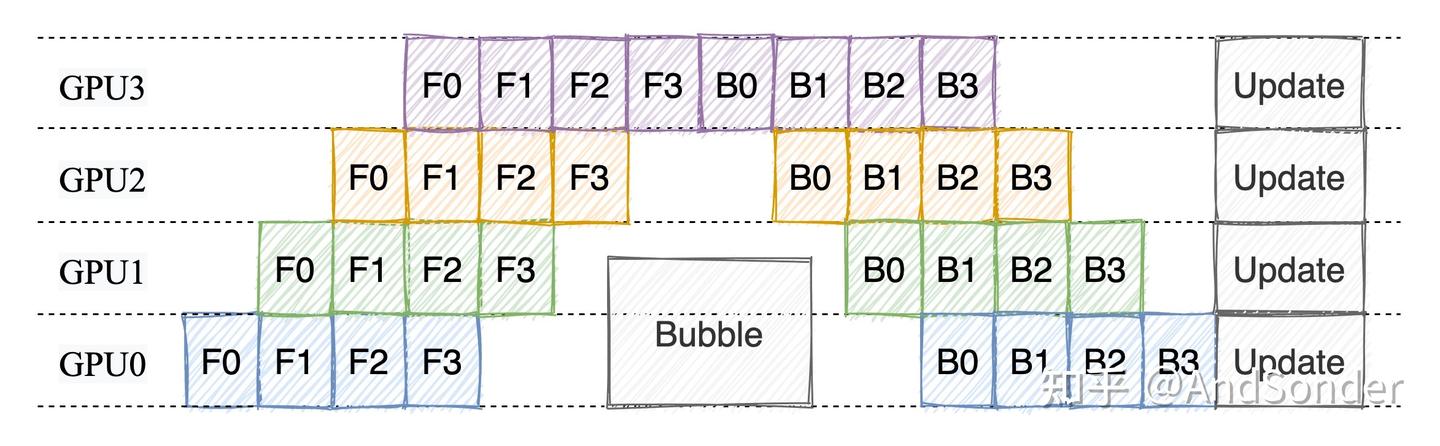 GPU3 F0 F1 F2 F3 B0 B1 B2 B3 Update
GPU2 F0 F1 F2 F3 B0 B1 B2 B3 Update
GPU1 F0 F1 F2 F3 B0 B1 B2 B3 Update
Bubble
GPU0 F0 F1 F2 F3 B0 B1 B2 B3 Update
知乎 @AndSonder